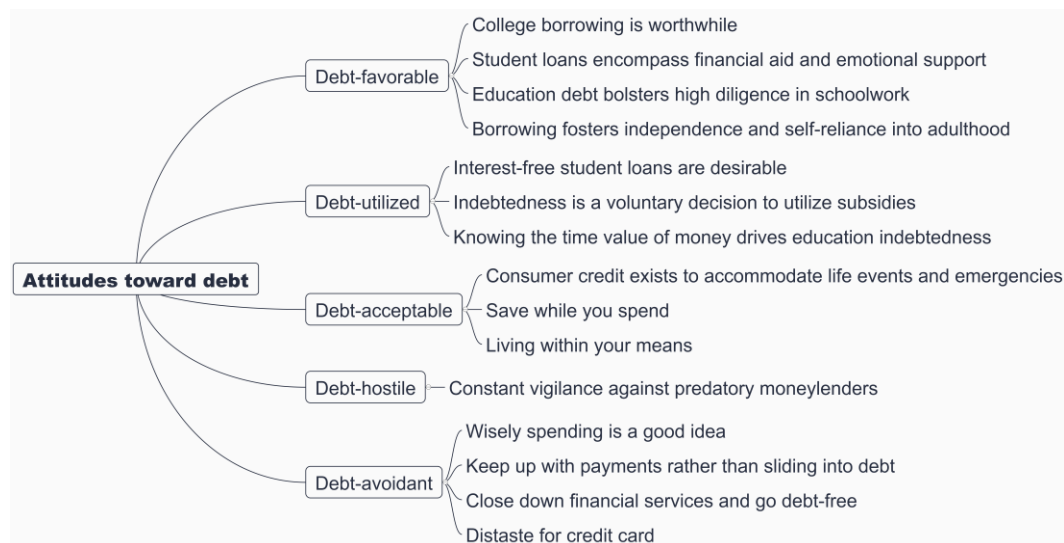 Attitudes toward debt
Debt-favorable
College borrowing is worthwhile
Student loans encompass financial aid and emotional support
Education debt bolsters high diligence in schoolwork
Borrowing fosters independence and self-reliance into adulthood
Debt-utilized
Interest-free student loans are desirable
Indebtedness is a voluntary decision to utilize subsidies
Knowing the time value of money drives education indebtedness
Debt-acceptable
Consumer credit exists to accommodate life events and emergencies
Save while you spend
Living within your means
Debt-hostile
Constant vigilance against predatory moneylenders
Debt-avoidant
Wisely spending is a good idea
Keep up with payments rather than sliding into debt
Close down financial services and go debt-free
Distaste for credit card